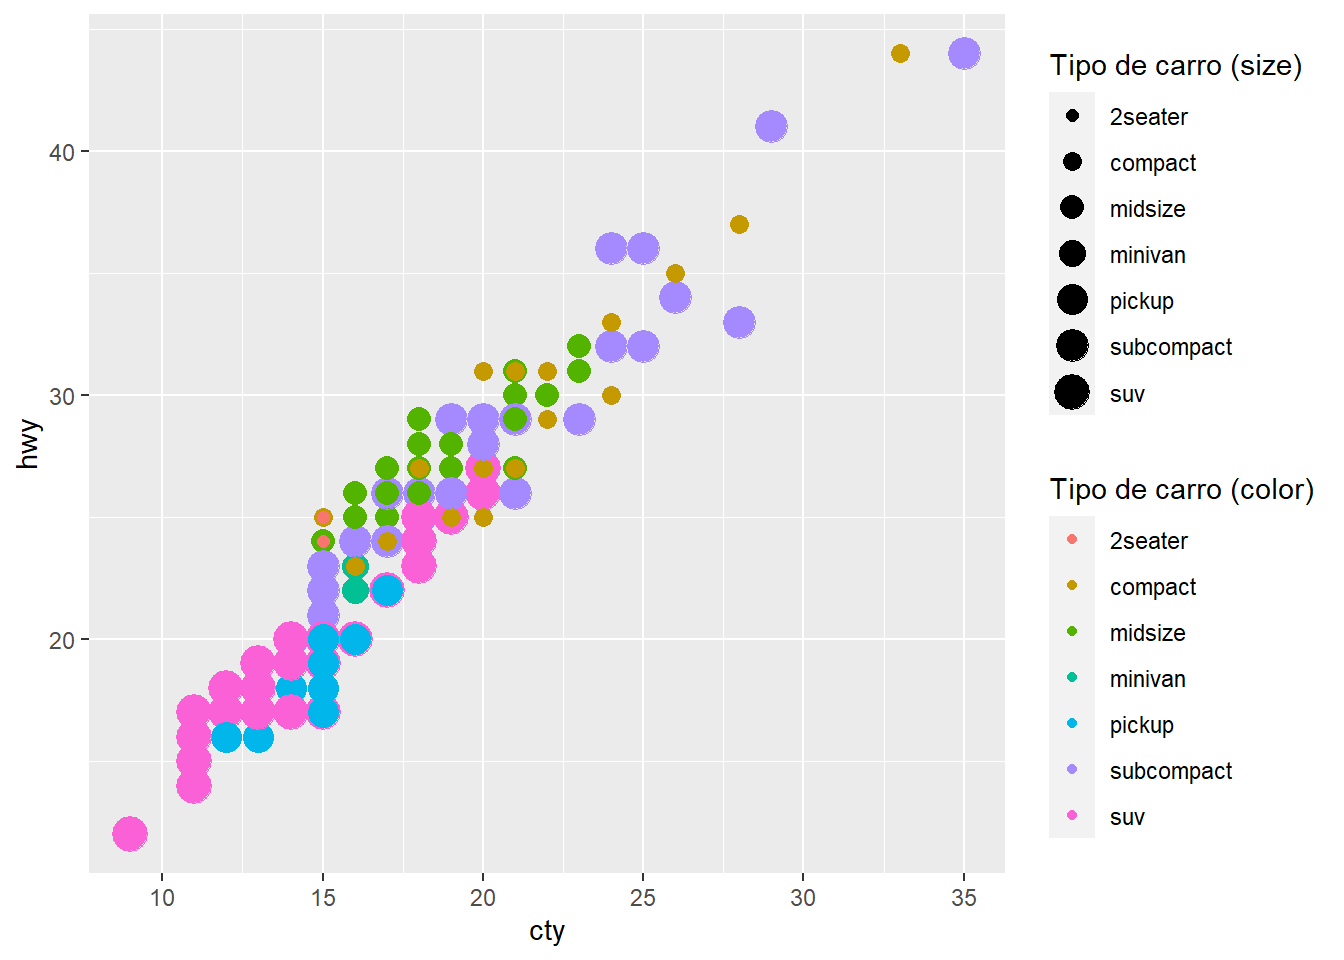 Tipo de carro (size)
2seater
compact
midsize
minivan
pickup
subcompact
suv
Tipo de carro (color)
2seater
compact
midsize
minivan
pickup
subcompact
suv
hwy
40
30
20
10 15 20 25 30 35
cty